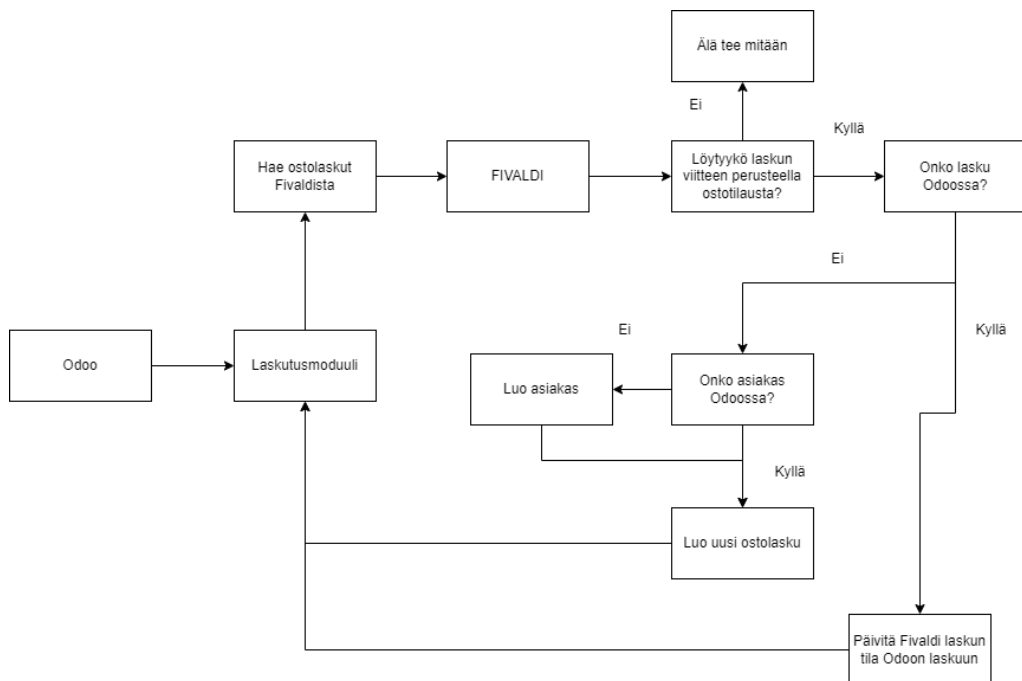 Älä tee mitään
Ei
Kyllä
Hae ostolaskut
Fivaldista
FIVALDI
Löytyykö laskun
viitteen perusteella
ostotilausta?
Onko lasku
Odoossa?
Ei
Kyllä
Ei
Odoo
Laskutusmoduuli
Luo asiakas
Onko asiakas
Odoossa?
Kyllä
Luo uusi ostolasku
Päivitä Fivaldi laskun
tila Odoon laskuun